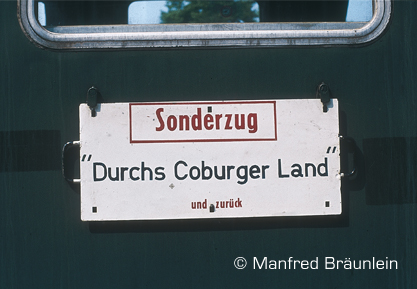 Sonderzug
"Durchs Coburger Land"
und zurück
© Manfred Bräunlein